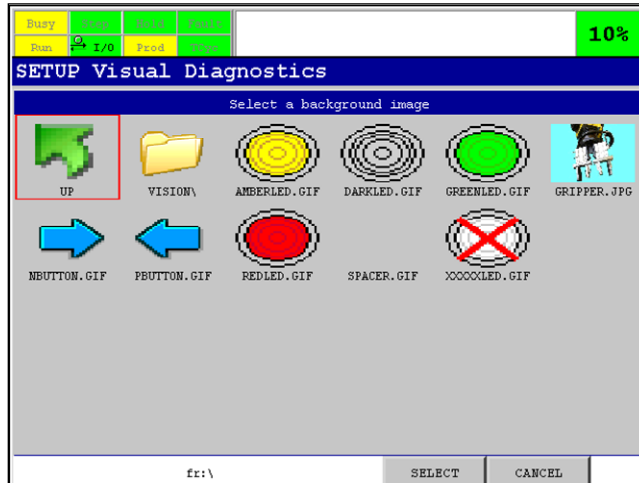 Busy Step Hold Fault
Run I/O Prod TCyc
10%
SETUP Visual Diagnostics
Select a background image
UP VISION\ AMBERLED.GIF DARKLED.GIF GREENLED.GIF GRIPPER.JPG
NBUTTON.GIF PBUTTON.GIF REDLED.GIF SPACER.GIF XXXXXLED.GIF
fr:\ SELECT CANCEL